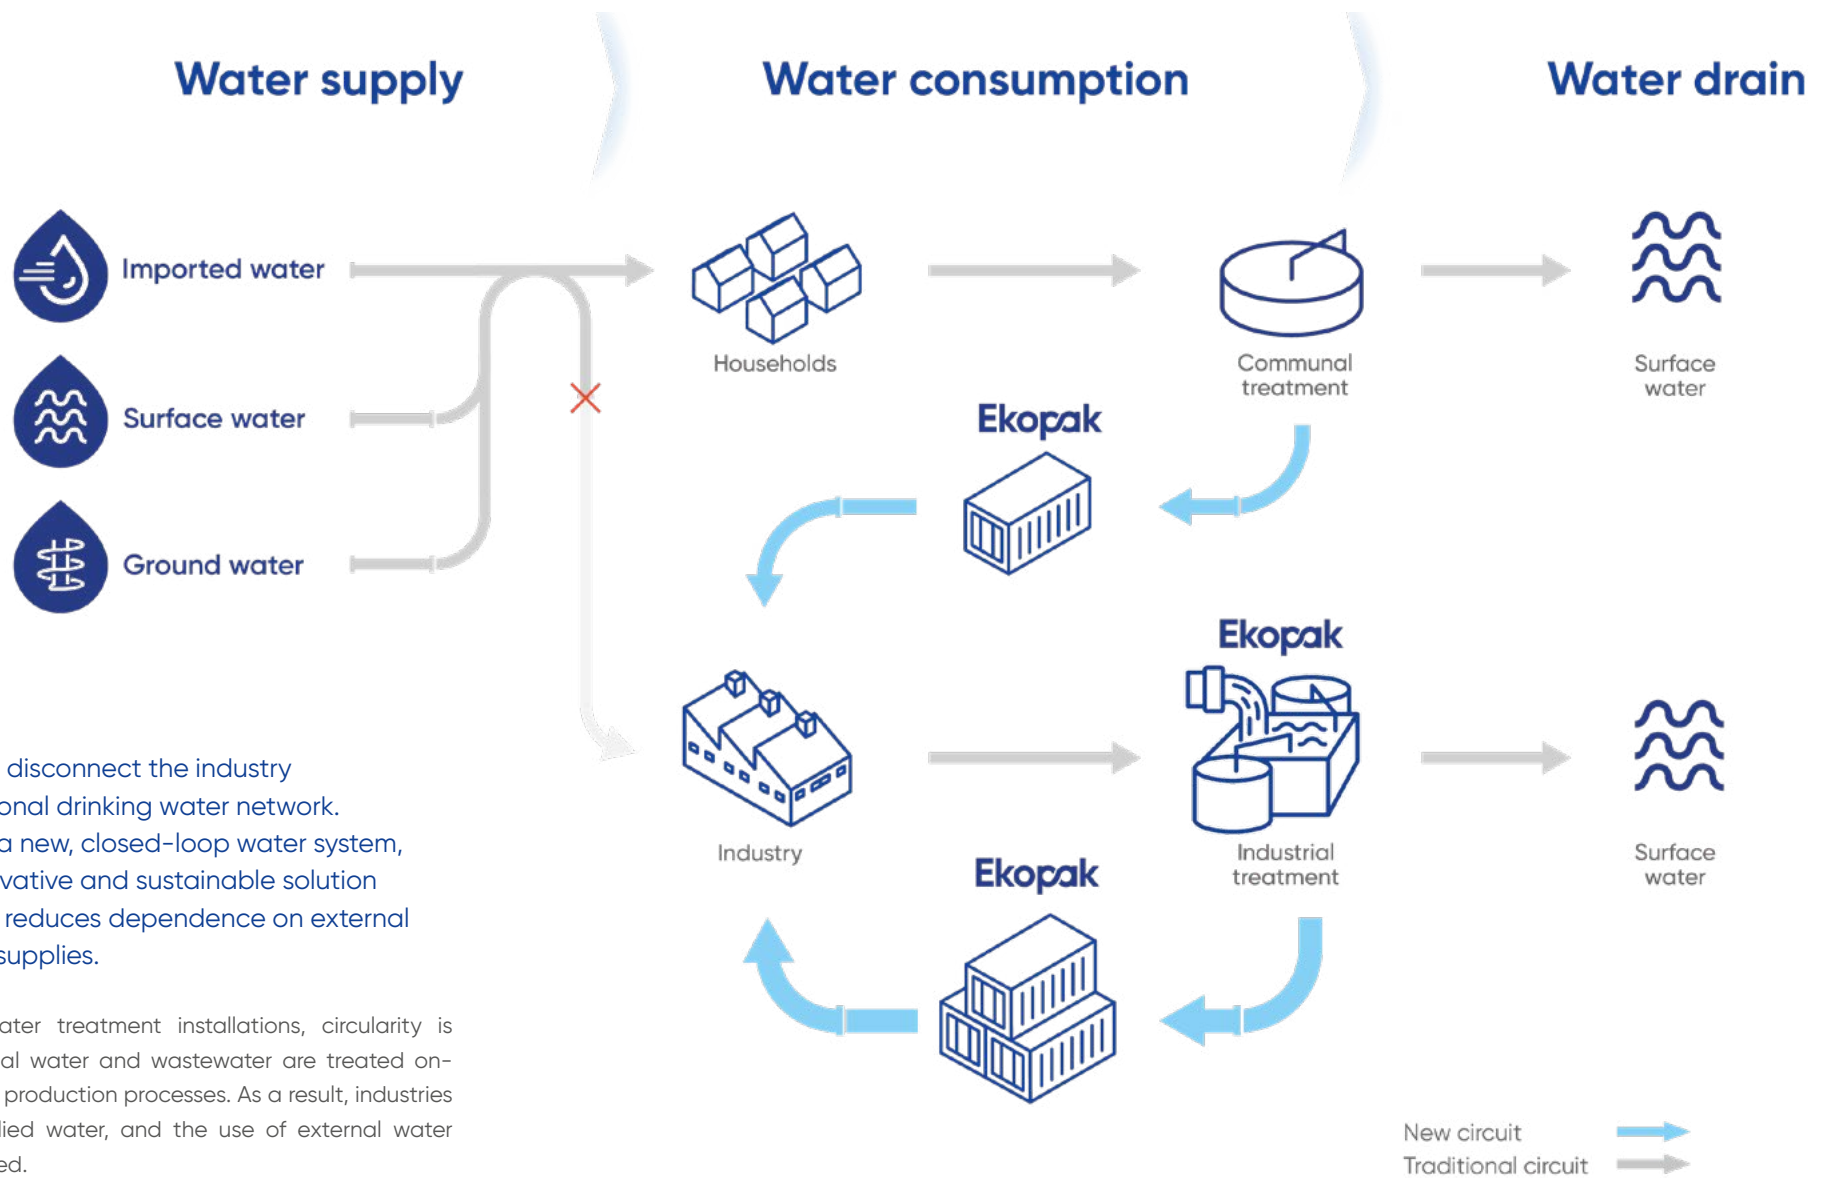 Water supply
Water consumption
Water drain
Imported water
Surface water
Ground water
Households
Communal
treatment
Surface
water
Ekopak
Ekopak
Industry
Industrial
treatment
Surface
water
Ekopak
disconnect the industry
onal drinking water network.
a new, closed-loop water system,
vative and sustainable solution
reduces dependence on external
supplies.
ater treatment installations, circularity is
al water and wastewater are treated on-
production processes. As a result, industries
lied water, and the use of external water
ed.
New circuit
Traditional circuit